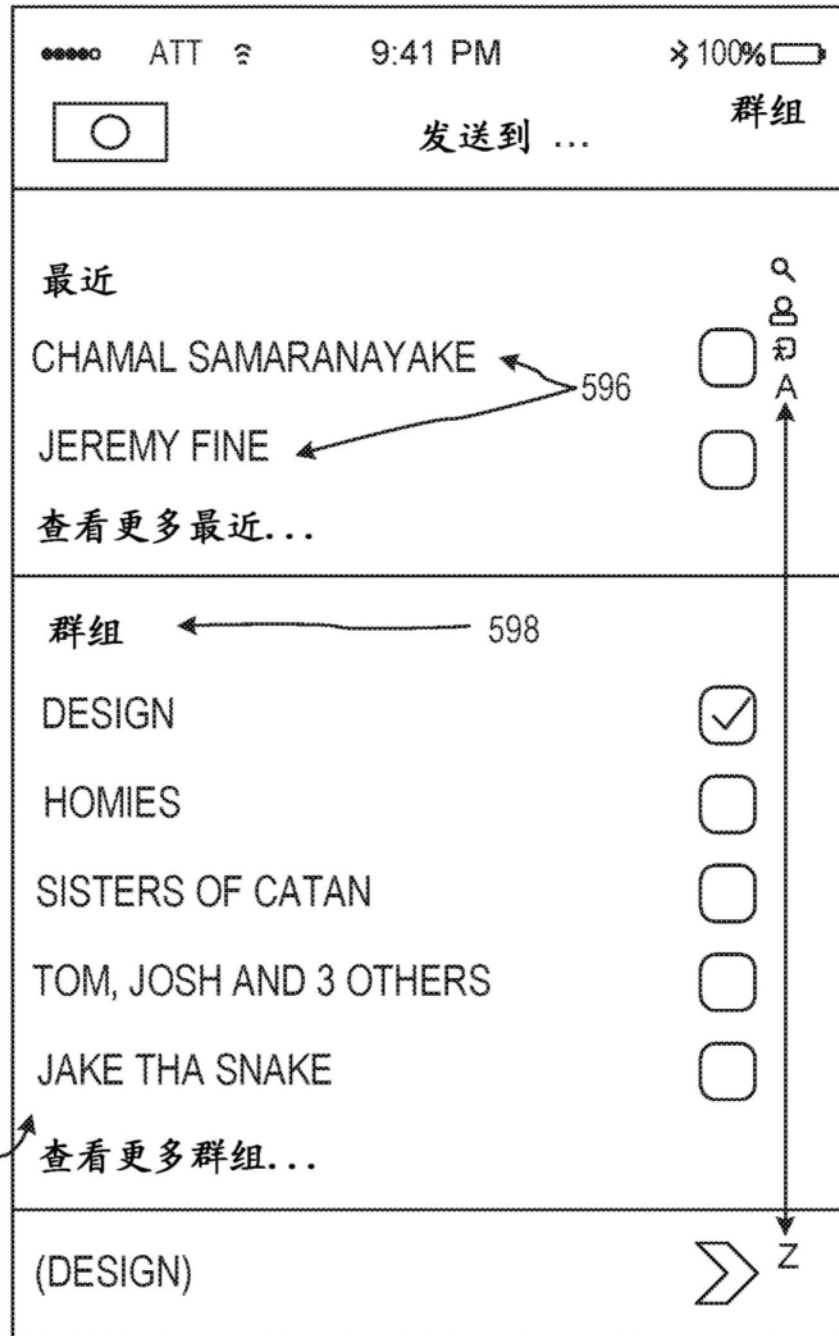 ATT 9:41 PM 100%
群组
发送到 ...
最近
CHAMAL SAMARANAYAKE
596
A
JEREMY FINE
查看更多最近...
群组
598
DESIGN
HOMIES
SISTERS OF CATAN
TOM, JOSH AND 3 OTHERS
JAKE THA SNAKE
查看更多群组...
(DESIGN)
Z